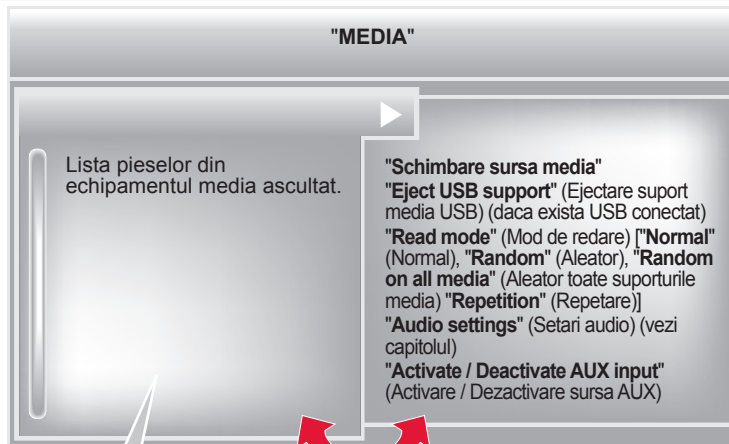 "MEDIA"
Lista pieselor din
echipamentul media ascultat.
"Schimbare sursa media"
"Eject USB support" (Ejectare suport
media USB) (daca exista USB conectat)
"Read mode" (Mod de redare) ["Normal"
(Normal), "Random" (Aleator), "Random
on all media" (Aleator toate suporturile
media) "Repetition" (Repetare)]
"Audio settings" (Setari audio) (vezi
capitolul)
"Activate / Deactivate AUX input"
(Activare / Dezactivare sursa AUX)